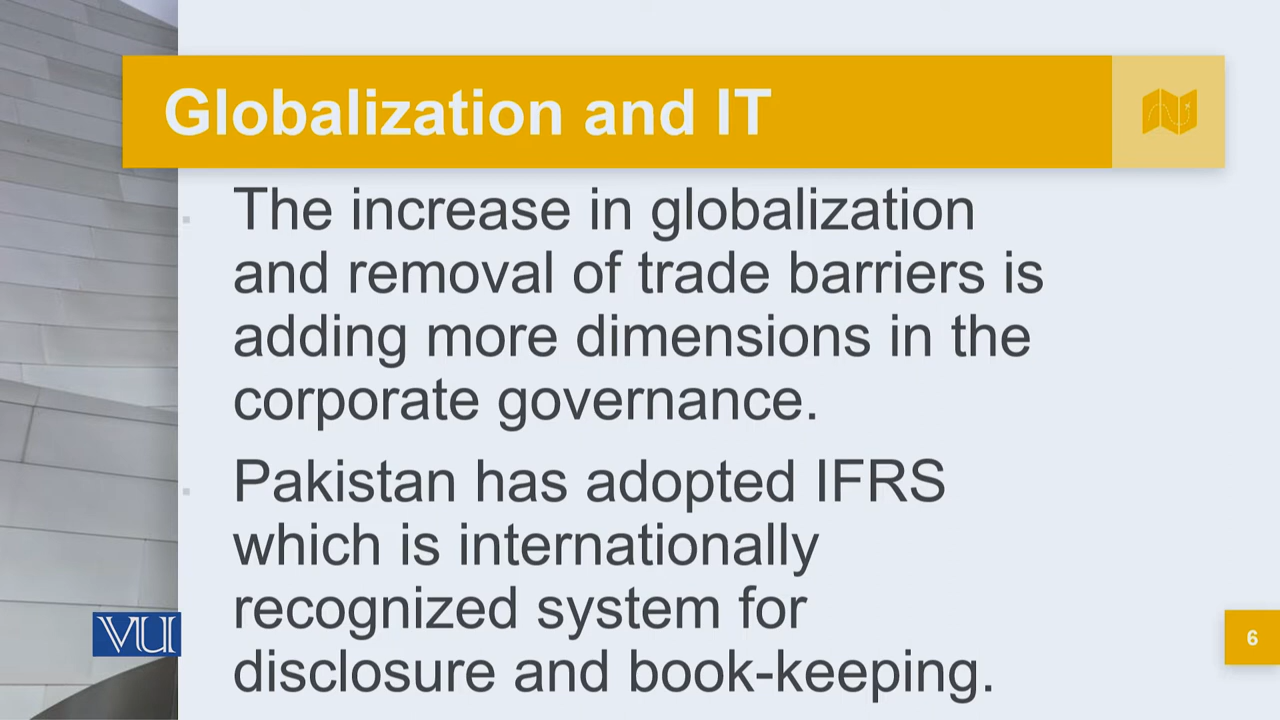 Globalization and IT
The increase in globalization
and removal of trade barriers is
adding more dimensions in the
corporate governance.
Pakistan has adopted IFRS
which is internationally
recognized system for
disclosure and book-keeping.
VU
6